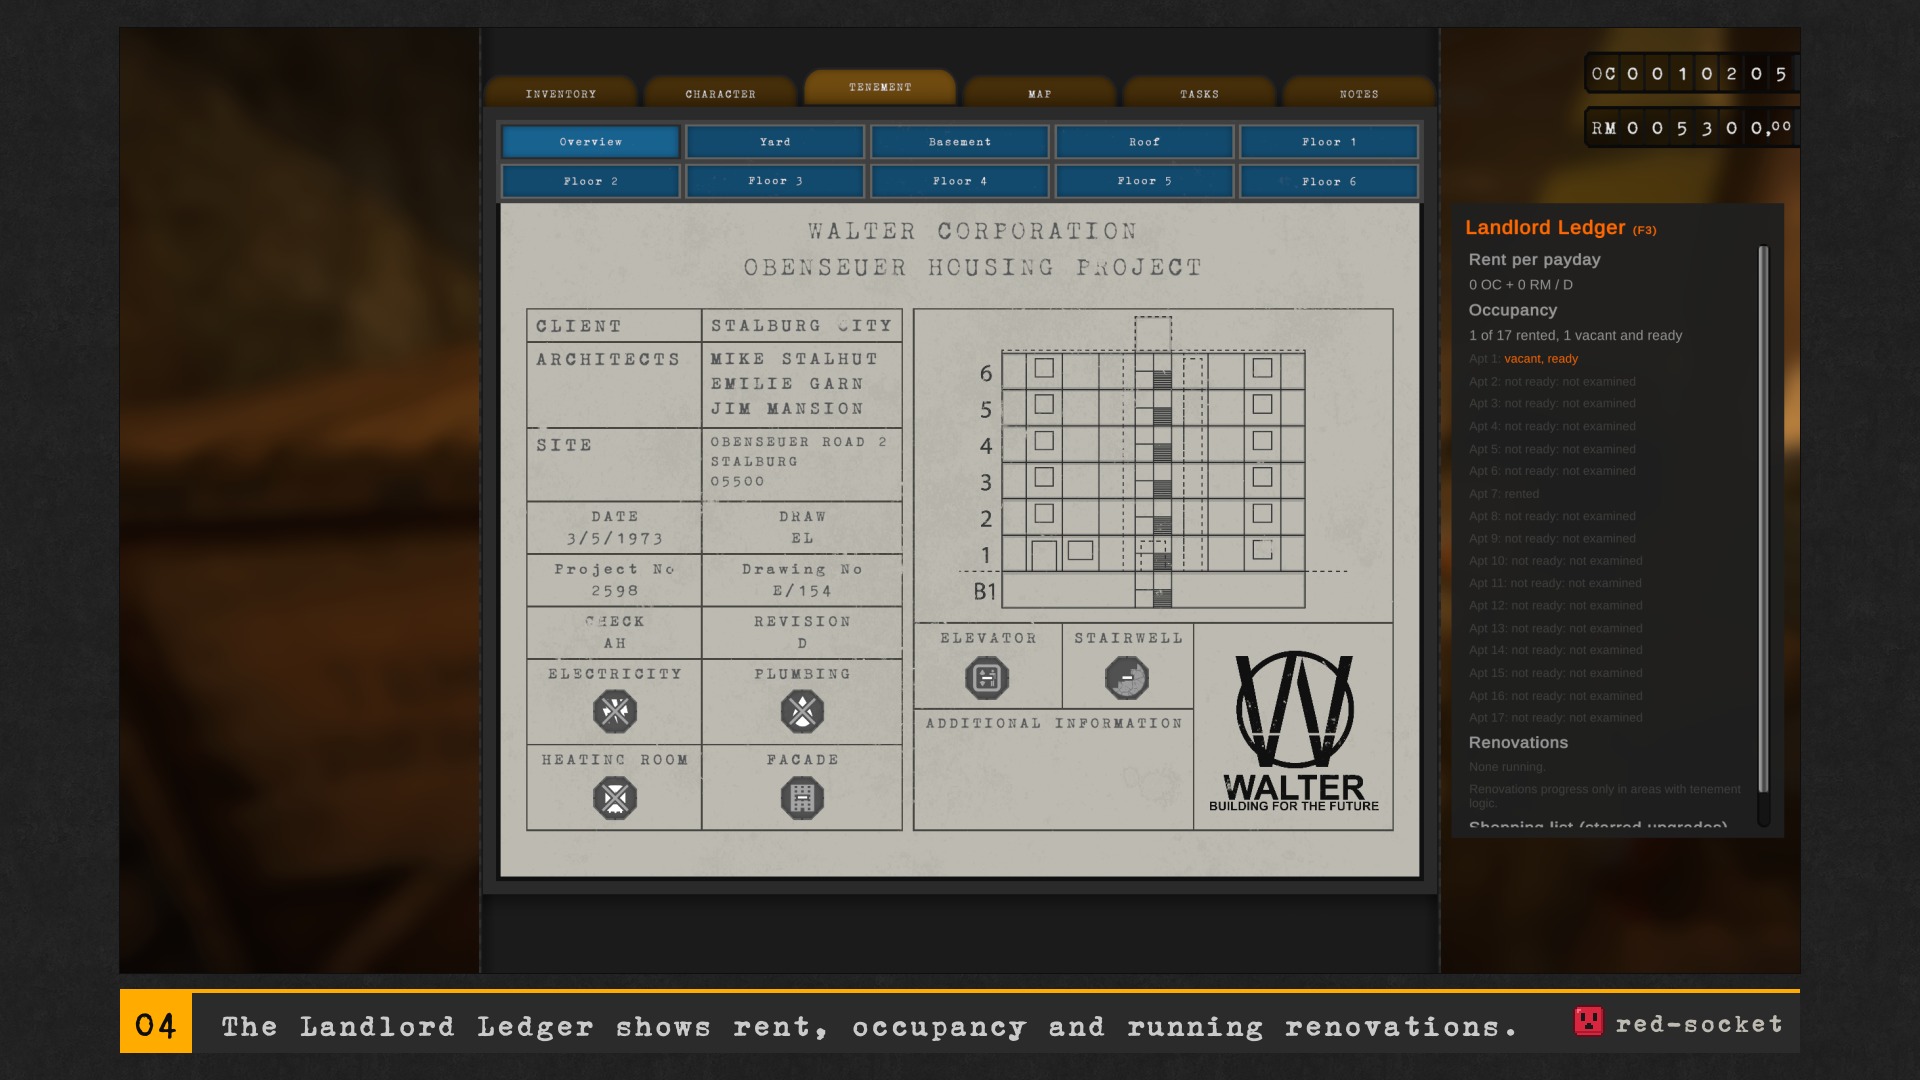 INVENTORY
CHARACTER
TENEMENT
MAP
TASKS
NOTES
OC 0 0 1 0 2 0 5
RM 0 0 5 3 0 0,00
Overview
Yard
Basement
Roof
Floor 1
Floor 2
Floor 3
Floor 4
Floor 5
Floor 6
WALTER CORPORATION
OBENSEUER HOUSING PROJECT
CLIENT
STALBURG CITY
ARCHITECTS
MIKE STALHUT
EMILIE GARN
JIM MANSION
SITE
OBENSEUER ROAD 2
STALBURG
05500
DATE
3/5/1973
DRAW
EL
Project No
2598
Drawing No
E/154
CHECK
AH
REVISION
D
ELECTRICITY
PLUMBING
HEATING ROOM
FACADE
6
5
4
3
2
1
B1
ELEVATOR
STAIRWELL
ADDITIONAL INFORMATION
WALTER
BUILDING FOR THE FUTURE
Landlord Ledger (F3)
Rent per payday
0 OC + 0 RM / D
Occupancy
1 of 17 rented, 1 vacant and ready
Apt 1: vacant, ready
Apt 2: not ready: not examined
Apt 3: not ready: not examined
Apt 4: not ready: not examined
Apt 5: not ready: not examined
Apt 6: not ready: not examined
Apt 7: rented
Apt 8: not ready: not examined
Apt 9: not ready: not examined
Apt 10: not ready: not examined
Apt 11: not ready: not examined
Apt 12: not ready: not examined
Apt 13: not ready: not examined
Apt 14: not ready: not examined
Apt 15: not ready: not examined
Apt 16: not ready: not examined
Apt 17: not ready: not examined
Renovations
None running.
Renovations progress only in areas with tenement
logic.
Shopping list (starred upgrades)
04
The Landlord Ledger shows rent, occupancy and running renovations.
red-socket